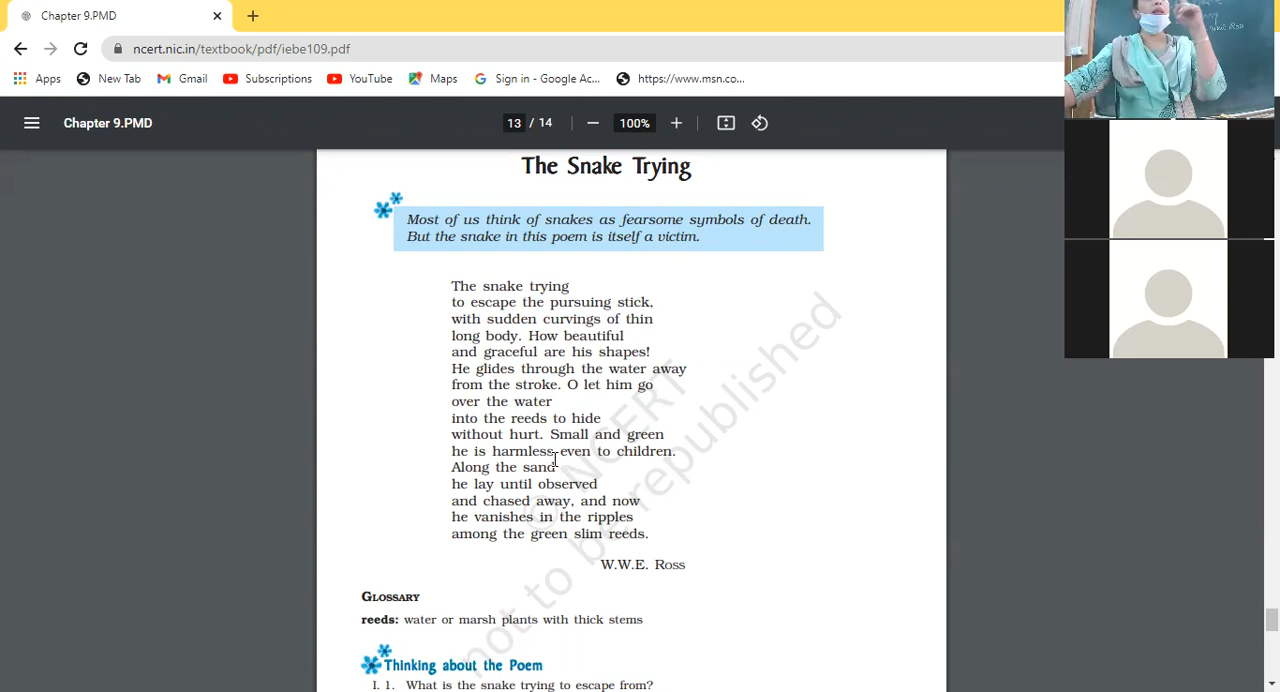 Chapter 9.PMD
ncert.nic.in/textbook/pdf/iebe109.pdf
Apps New Tab Gmail Subscriptions YouTube Maps Sign in - Google Ac... https://www.msn.co...
Chapter 9.PMD 13 / 14 100%
The Snake Trying
Most of us think of snakes as fearsome symbols of death.
But the snake in this poem is itself a victim.
The snake trying
to escape the pursuing stick,
with sudden curvings of thin
long body. How beautiful
and graceful are his shapes!
He glides through the water away
from the stroke. O let him go
over the water
into the reeds to hide
without hurt. Small and green
he is harmless even to children.
Along the sand
he lay until observed
and chased away, and now
he vanishes in the ripples
among the green slim reeds.
W.W.E. Ross
GLOSSARY
reeds: water or marsh plants with thick stems
Thinking about the Poem
I. 1. What is the snake trying to escape from?
© NCERT
not to be republished